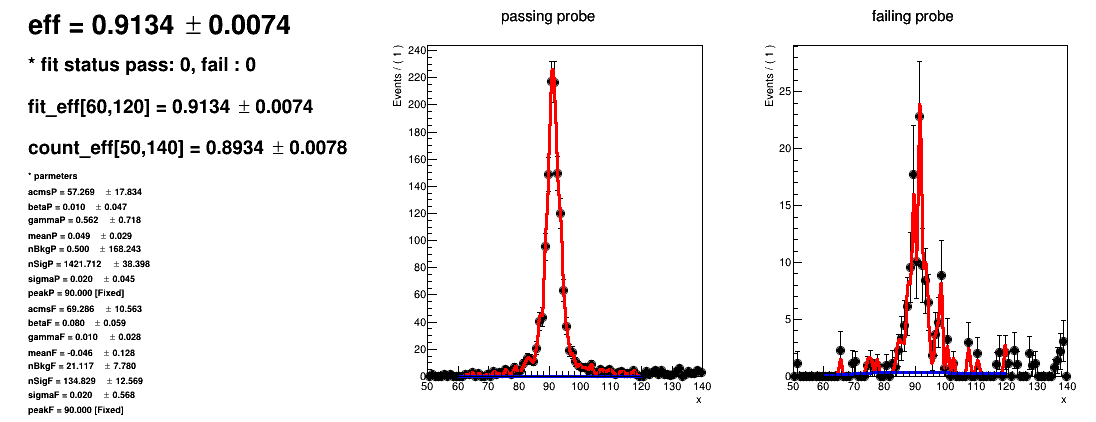 eff = 0.9134 ± 0.0074
* fit status pass: 0, fail : 0
fit_eff[60,120] = 0.9134 ± 0.0074
count_eff[50,140] = 0.8934 ± 0.0078
* parmeters
acmsP = 57.269 ± 17.834
betaP = 0.010 ± 0.047
gammaP = 0.562 ± 0.718
meanP = 0.049 ± 0.029
nBkgP = 0.500 ± 168.243
nSigP = 1421.712 ± 38.398
sigmaP = 0.020 ± 0.045
peakP = 90.000 [Fixed]
acmsF = 69.286 ± 10.563
betaF = 0.080 ± 0.059
gammaF = 0.010 ± 0.028
meanF = -0.046 ± 0.128
nBkgF = 21.117 ± 7.780
nSigF = 134.829 ± 12.569
sigmaF = 0.020 ± 0.568
peakF = 90.000 [Fixed]
passing probe
Events / ( 1 )
240
220
200
180
160
140
120
100
80
60
40
20
0
50 60 70 80 90 100 110 120 130 140
x
failing probe
Events / ( 1 )
25
20
15
10
5
0
50 60 70 80 90 100 110 120 130 140
x